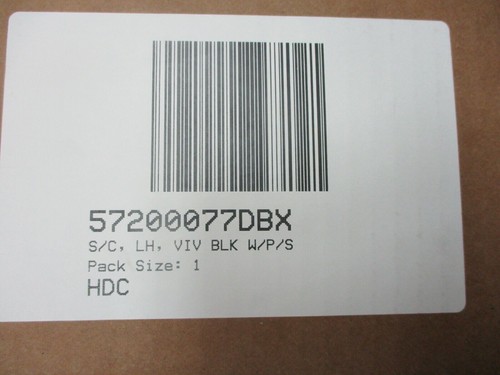 57200077DBX
S/C, LH, VIV BLK W/P/S
Pack Size: 1
HDC